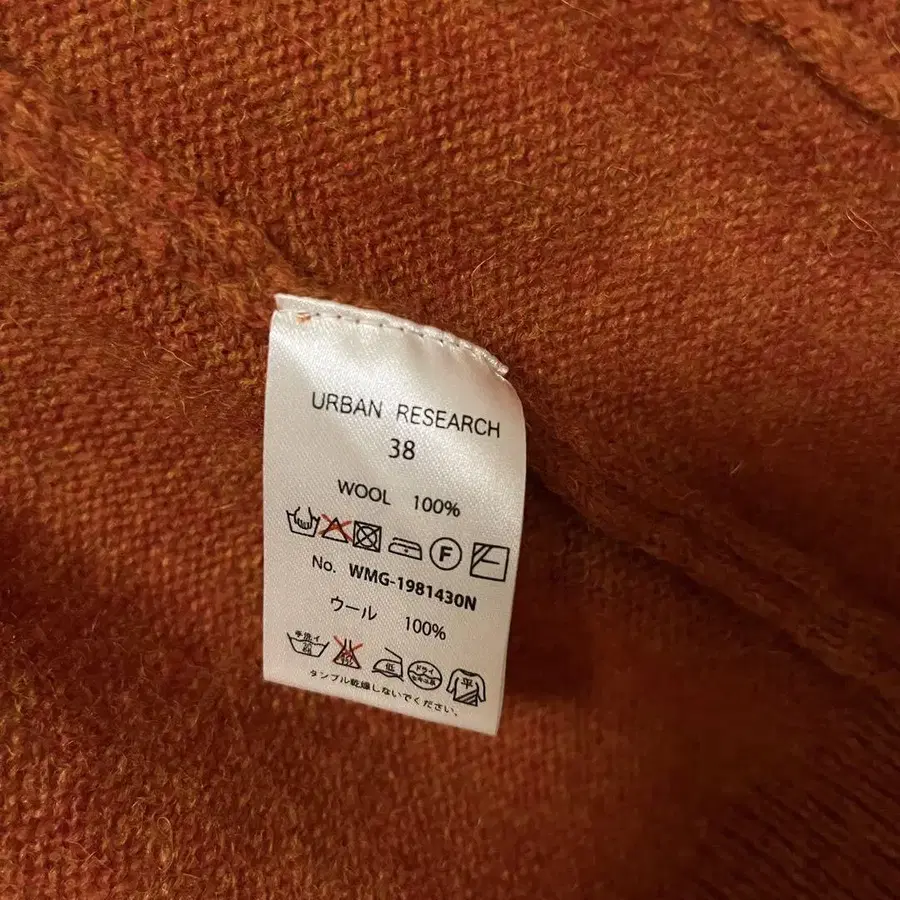 URBAN RESEARCH
38
WOOL 100%
F
No. WMG-1981430N
ウール 100%
手洗イ 低 ドライ 平
タンブル乾燥しないでください。